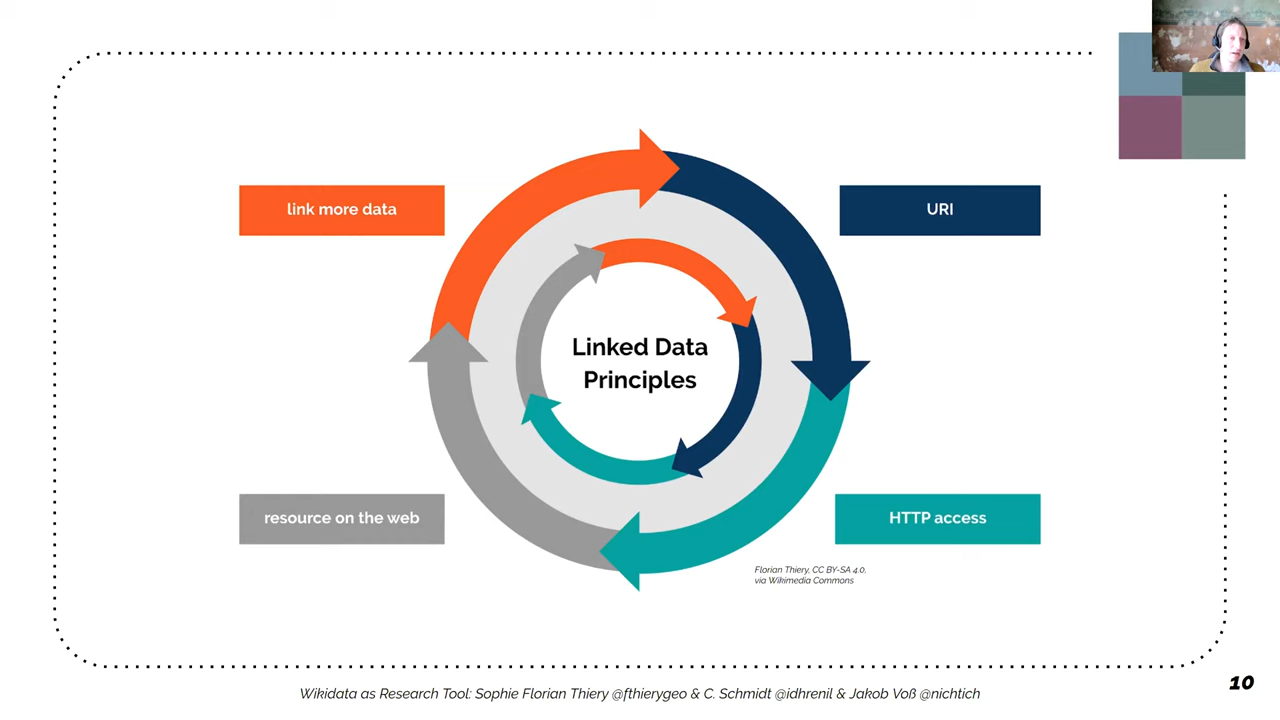 link more data
URI
Linked Data
Principles
resource on the web
HTTP access
Florian Thiery, CC BY-SA 4.0,
via Wikimedia Commons
Wikidata as Research Tool: Sophie Florian Thiery @fthierygeo & C. Schmidt @idhrenil & Jakob Voß @nichtich
10